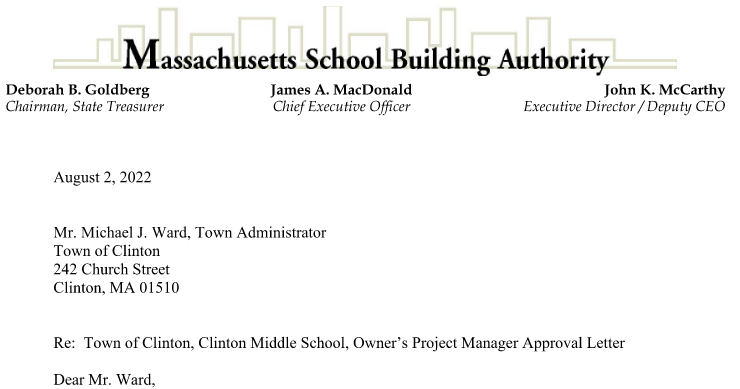 Massachusetts School Building Authority
Deborah B. Goldberg James A. MacDonald John K. McCarthy
Chairman, State Treasurer Chief Executive Officer Executive Director / Deputy CEO
August 2, 2022
Mr. Michael J. Ward, Town Administrator
Town of Clinton
242 Church Street
Clinton, MA 01510
Re: Town of Clinton, Clinton Middle School, Owner’s Project Manager Approval Letter
Dear Mr. Ward,